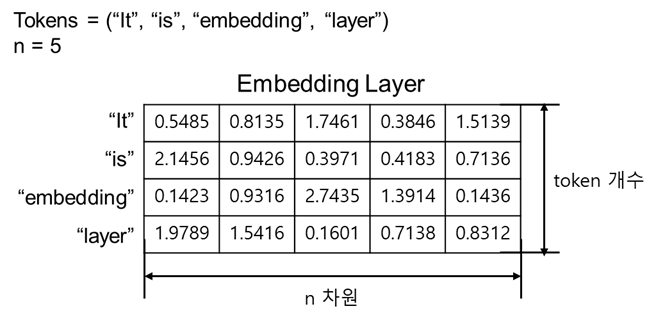 Tokens = (“It”, “is”, “embedding”, “layer”)
n = 5
Embedding Layer
“It” 0.5485 0.8135 1.7461 0.3846 1.5139
“is” 2.1456 0.9426 0.3971 0.4183 0.7136
“embedding” 0.1423 0.9316 2.7435 1.3914 0.1436
“layer” 1.9789 1.5416 0.1601 0.7138 0.8312
token 개수
n 차원